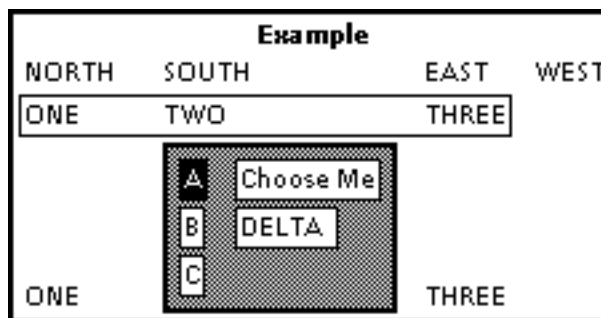 Example
NORTH SOUTH EAST WEST
ONE TWO THREE
A Choose Me
B DELTA
C
ONE THREE